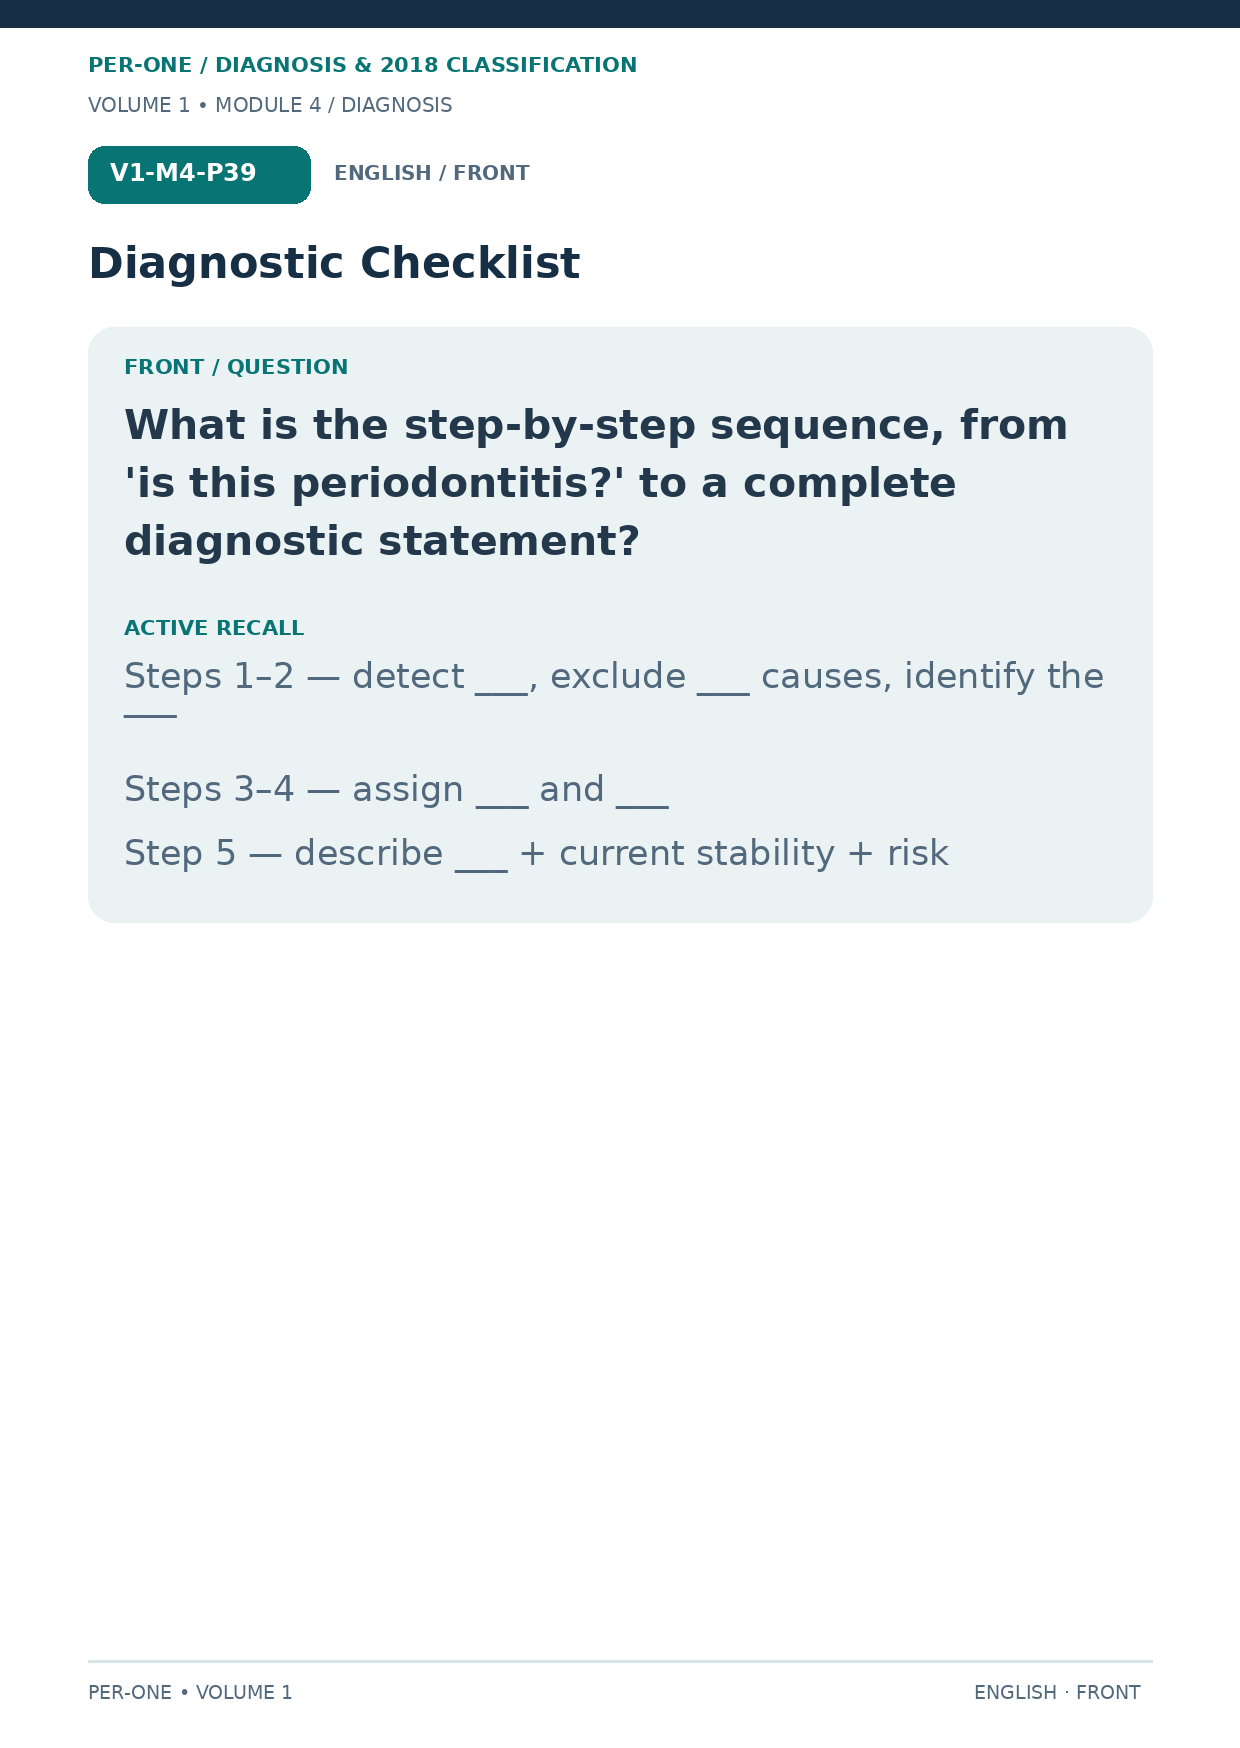 PER-ONE / DIAGNOSIS & 2018 CLASSIFICATION
VOLUME 1 • MODULE 4 / DIAGNOSIS
V1-M4-P39
ENGLISH / FRONT
Diagnostic Checklist
FRONT / QUESTION
What is the step-by-step sequence, from
'is this periodontitis?' to a complete
diagnostic statement?
ACTIVE RECALL
Steps 1–2 — detect ___, exclude ___ causes, identify the
___
Steps 3–4 — assign ___ and ___
Step 5 — describe ___ + current stability + risk
PER-ONE • VOLUME 1
ENGLISH · FRONT